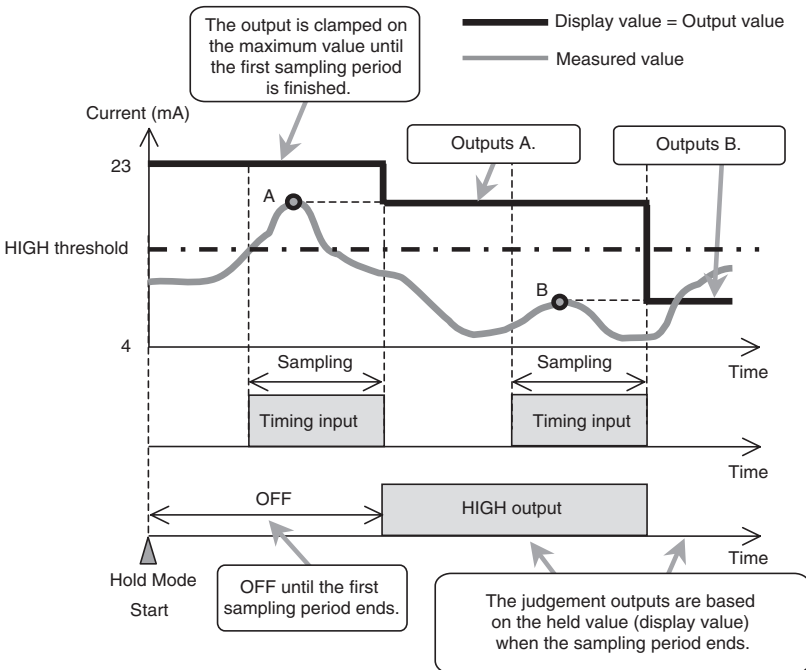 The output is clamped on
the maximum value until
the first sampling period
is finished.
Display value = Output value
Measured value
Current (mA)
Outputs A.
Outputs B.
23
A
HIGH threshold
B
4
Sampling
Sampling
Time
Timing input
Timing input
Time
OFF
HIGH output
Time
Hold Mode
Start
OFF until the first
sampling period ends.
The judgement outputs are based
on the held value (display value)
when the sampling period ends.